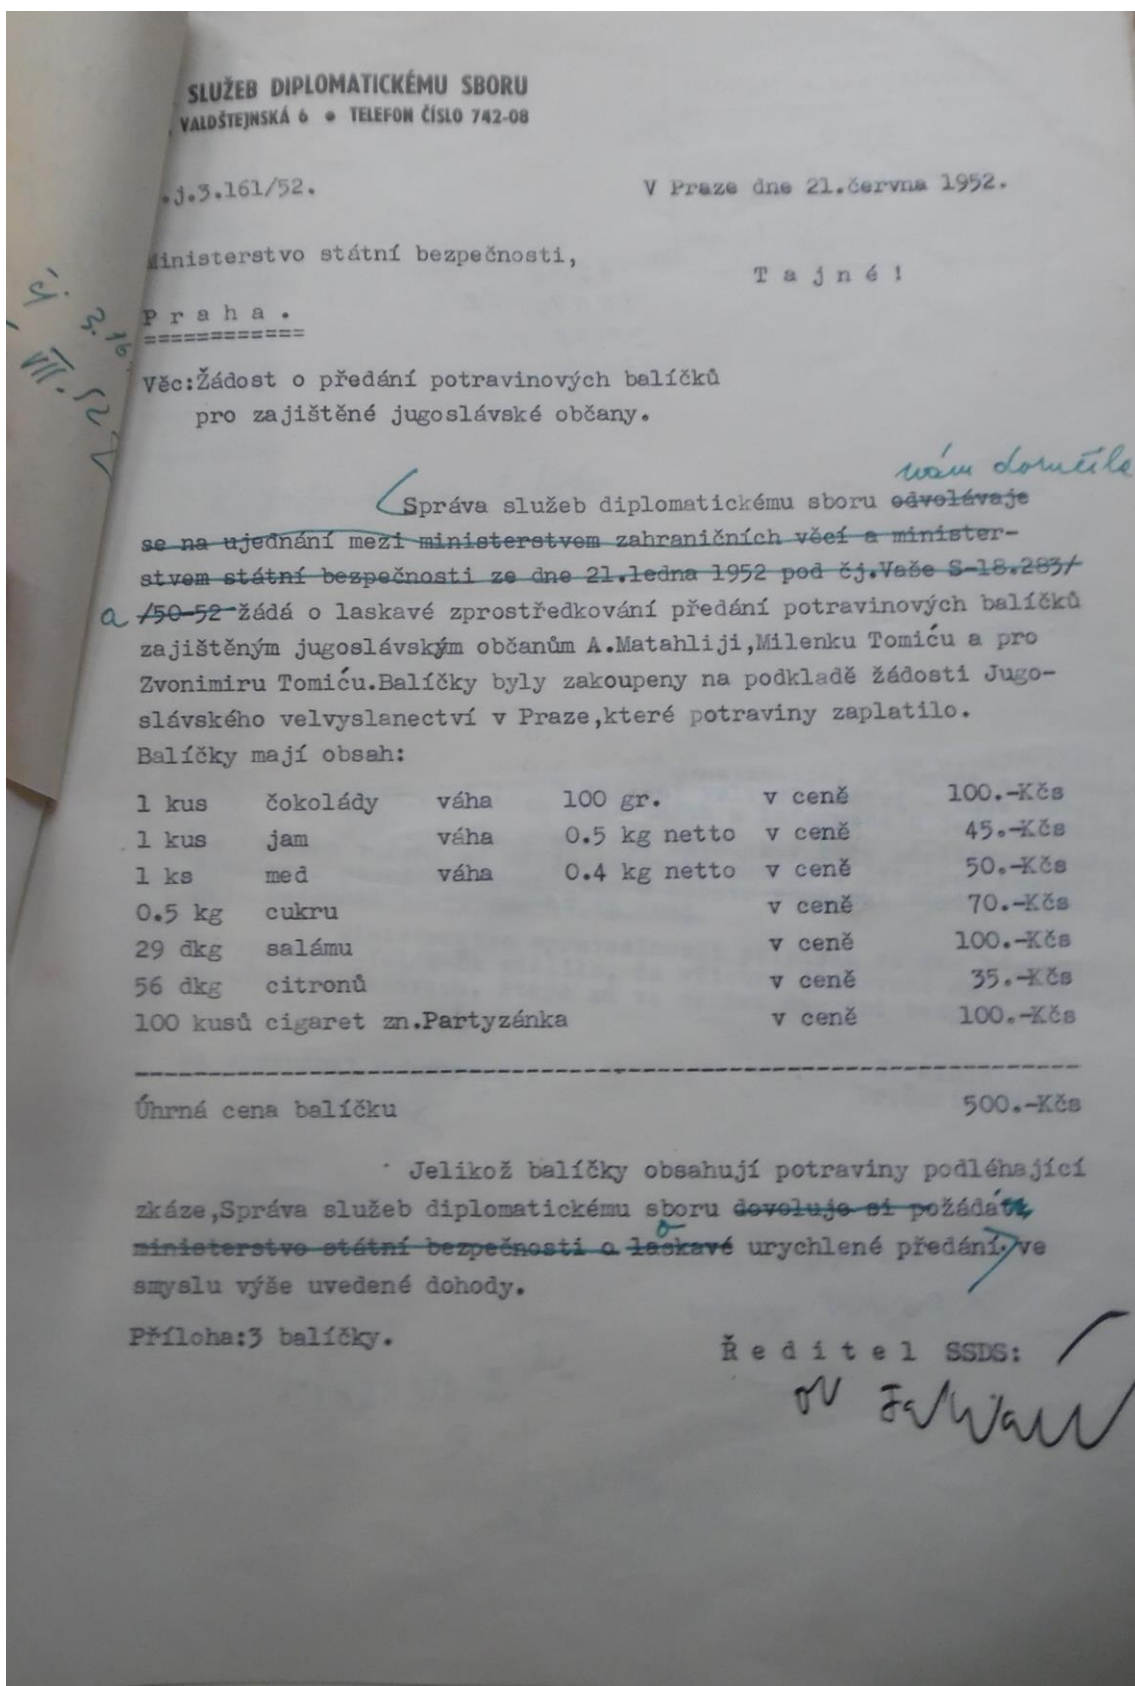 SLUŽEB DIPLOMATICKÉMU SBORU
, VALDŠTEJNSKÁ 6 • TELEFON ČÍSLO 742-08
.j.3.161/52. V Praze dne 21.června 1952.
Ministerstvo státní bezpečnosti,
T a j n é !
P r a h a .
============
čj 3.16
VII. 52
Věc:Žádost o předání potravinových balíčků
pro zajištěné jugoslávské občany.
nám doručila
Správa služeb diplomatickému sboru odvolávaje
se na ujednání mezi ministerstvem zahraničních věcí a minister-
stvem státní bezpečnosti ze dne 21.ledna 1952 pod čj.Vaše S-18.283/
a /50-52 žádá o laskavé zprostředkování předání potravinových balíčků
zajištěným jugoslávským občanům A.Matahliji,Milenku Tomiću a pro
Zvonimiru Tomiću.Balíčky byly zakoupeny na podkladě žádosti Jugo-
slávského velvyslanectví v Praze,které potraviny zaplatilo.
Balíčky mají obsah:
1 kus čokolády váha 100 gr. v ceně 100.-Kčs
1 kus jam váha 0.5 kg netto v ceně 45.-Kčs
1 ks med váha 0.4 kg netto v ceně 50.-Kčs
0.5 kg cukru v ceně 70.-Kčs
29 dkg salámu v ceně 100.-Kčs
56 dkg citronů v ceně 35.-Kčs
100 kusů cigaret zn.Partyzánka v ceně 100.-Kčs
Úhrná cena balíčku 500.-Kčs
Jelikož balíčky obsahují potraviny podléhající
zkáze,Správa služeb diplomatickému sboru dovoluje si požádat
ministerstvo státní bezpečnosti o laskavé urychlené předání ve
smyslu výše uvedené dohody.
Příloha:3 balíčky.
Ř e d i t e l SSDS: